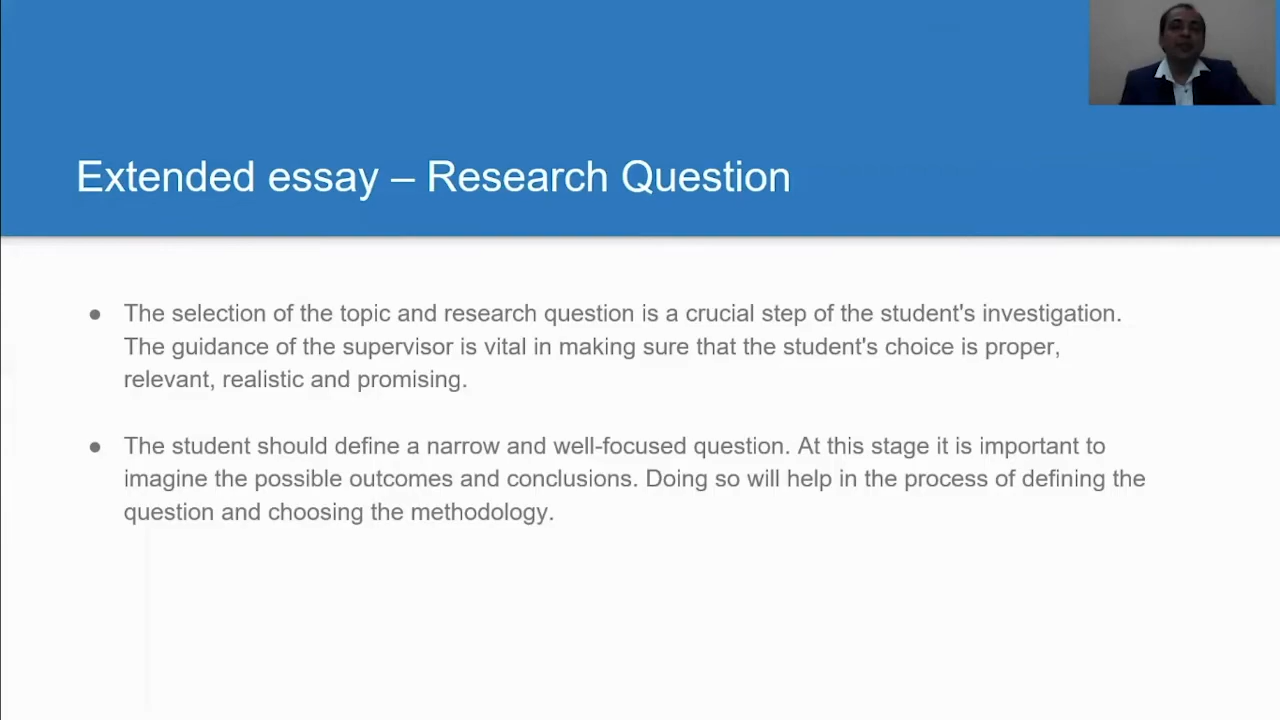 Extended essay – Research Question
● The selection of the topic and research question is a crucial step of the student's investigation.
The guidance of the supervisor is vital in making sure that the student's choice is proper,
relevant, realistic and promising.
● The student should define a narrow and well-focused question. At this stage it is important to
imagine the possible outcomes and conclusions. Doing so will help in the process of defining the
question and choosing the methodology.